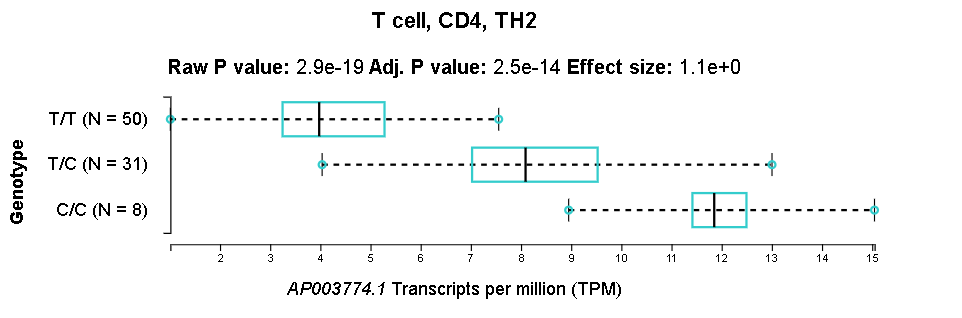 T cell, CD4, TH2
Raw P value: 2.9e-19 Adj. P value: 2.5e-14 Effect size: 1.1e+0
Genotype
T/T (N = 50)
T/C (N = 31)
C/C (N = 8)
2 3 4 5 6 7 8 9 10 11 12 13 14 15
AP003774.1 Transcripts per million (TPM)